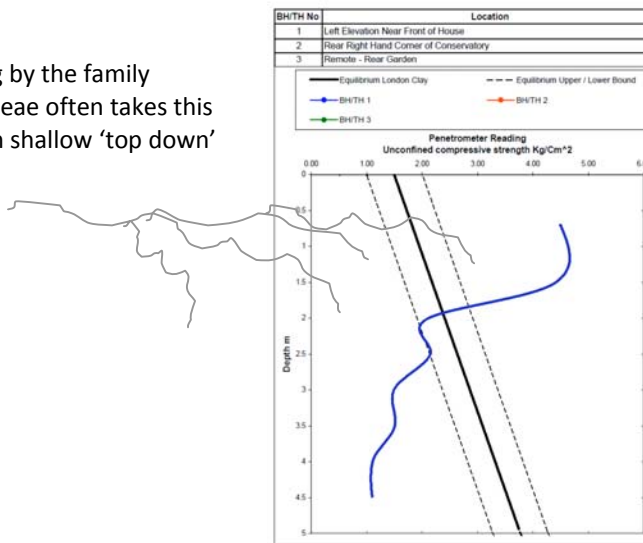 g by the family
eae often takes this
n shallow ‘top down’
BH/TH No Location
1 Left Elevation Near Front of House
2 Rear Right Hand Corner of Conservatory
3 Remote - Rear Garden
Equilibrium London Clay Equilibrium Upper / Lower Bound
BH/TH 1 BH/TH 2
BH/TH 3
Penetrometer Reading
Unconfined compressive strength Kg/Cm^2
0.00 1.00 2.00 3.00 4.00 5.00 6.0
0
0.5
1
1.5
2
2.5
3
3.5
4
4.5
5
Depth m